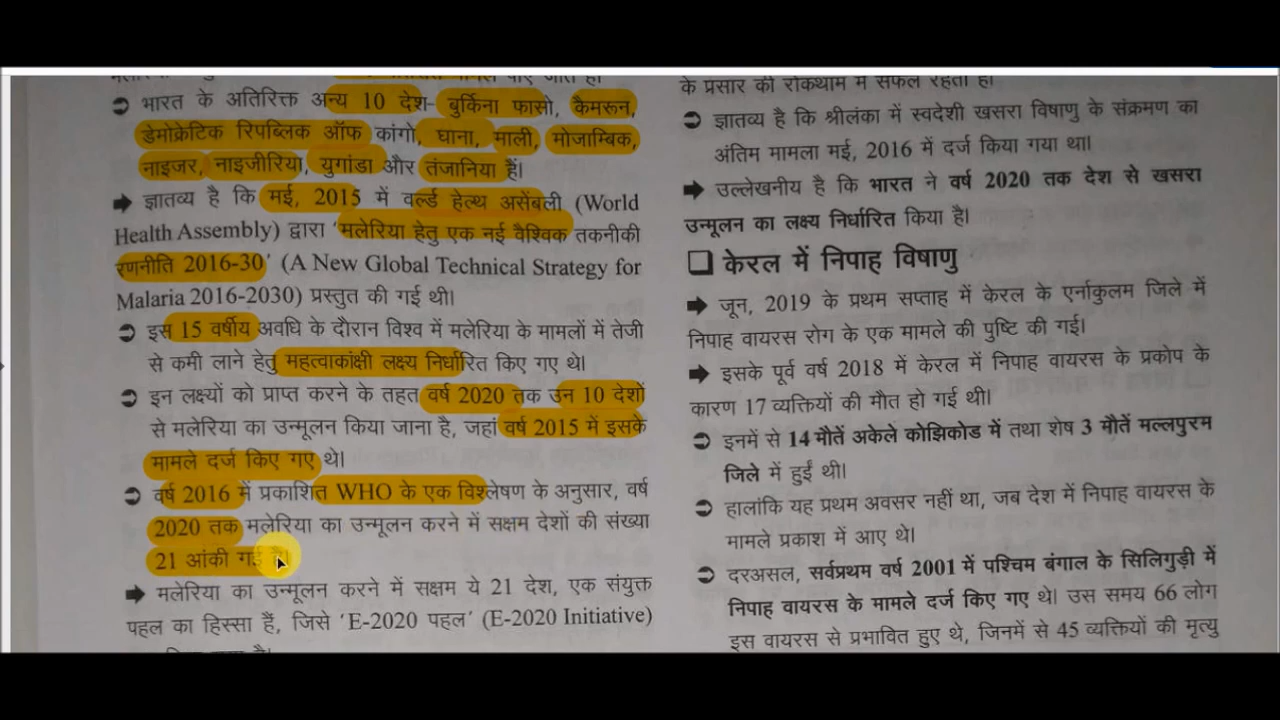 ➲ भारत के अतिरिक्त अन्य 10 देश- बुर्किना फासो, कैमरून,
डेमोक्रेटिक रिपब्लिक ऑफ कांगो, घाना, माली, मोजाम्बिक,
नाइजर, नाइजीरिया, युगांडा और तंजानिया हैं।
➡ ज्ञातव्य है कि मई, 2015 में वर्ल्ड हेल्थ असेंबली (World
Health Assembly) द्वारा 'मलेरिया हेतु एक नई वैश्विक तकनीकी
रणनीति 2016-30' (A New Global Technical Strategy for
Malaria 2016-2030) प्रस्तुत की गई थी।
➲ इस 15 वर्षीय अवधि के दौरान विश्व में मलेरिया के मामलों में तेजी
से कमी लाने हेतु महत्वाकांक्षी लक्ष्य निर्धारित किए गए थे।
➲ इन लक्ष्यों को प्राप्त करने के तहत वर्ष 2020 तक उन 10 देशों
से मलेरिया का उन्मूलन किया जाना है, जहां वर्ष 2015 में इसके
मामले दर्ज किए गए थे।
➲ वर्ष 2016 में प्रकाशित WHO के एक विश्लेषण के अनुसार, वर्ष
2020 तक मलेरिया का उन्मूलन करने में सक्षम देशों की संख्या
21 आंकी गई है।
➡ मलेरिया का उन्मूलन करने में सक्षम ये 21 देश, एक संयुक्त
पहल का हिस्सा हैं, जिसे 'E-2020 पहल' (E-2020 Initiative)
के प्रसार की रोकथाम में सफल रहता हो।
➲ ज्ञातव्य है कि श्रीलंका में स्वदेशी खसरा विषाणु के संक्रमण का
अंतिम मामला मई, 2016 में दर्ज किया गया था।
➡ उल्लेखनीय है कि भारत ने वर्ष 2020 तक देश से खसरा
उन्मूलन का लक्ष्य निर्धारित किया है।
❑ केरल में निपाह विषाणु
➡ जून, 2019 के प्रथम सप्ताह में केरल के एर्नाकुलम जिले में
निपाह वायरस रोग के एक मामले की पुष्टि की गई।
➡ इसके पूर्व वर्ष 2018 में केरल में निपाह वायरस के प्रकोप के
कारण 17 व्यक्तियों की मौत हो गई थी।
➲ इनमें से 14 मौतें अकेले कोझिकोड में तथा शेष 3 मौतें मल्लपुरम
जिले में हुईं थी।
➲ हालांकि यह प्रथम अवसर नहीं था, जब देश में निपाह वायरस के
मामले प्रकाश में आए थे।
➲ दरअसल, सर्वप्रथम वर्ष 2001 में पश्चिम बंगाल के सिलिगुड़ी में
निपाह वायरस के मामले दर्ज किए गए थे। उस समय 66 लोग
इस वायरस से प्रभावित हुए थे, जिनमें से 45 व्यक्तियों की मृत्यु